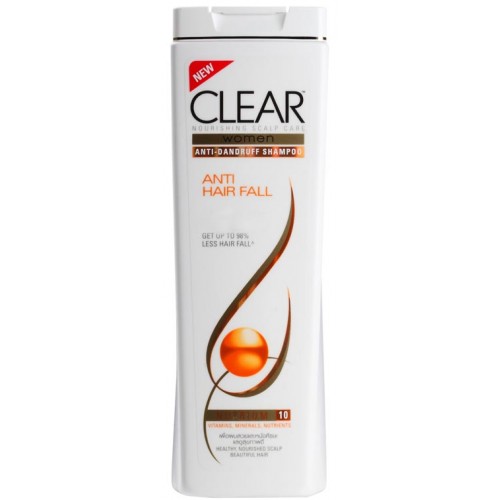 NEW
CLEAR
NOURISHING SCALP CARE
women
ANTI-DANDRUFF SHAMPOO
ANTI
HAIR FALL
GET UP TO 98%
LESS HAIR FALL*
10
VITAMINS, MINERALS, NUTRIENTS
HEALTHY, NOURISHED SCALP
BEAUTIFUL HAIR